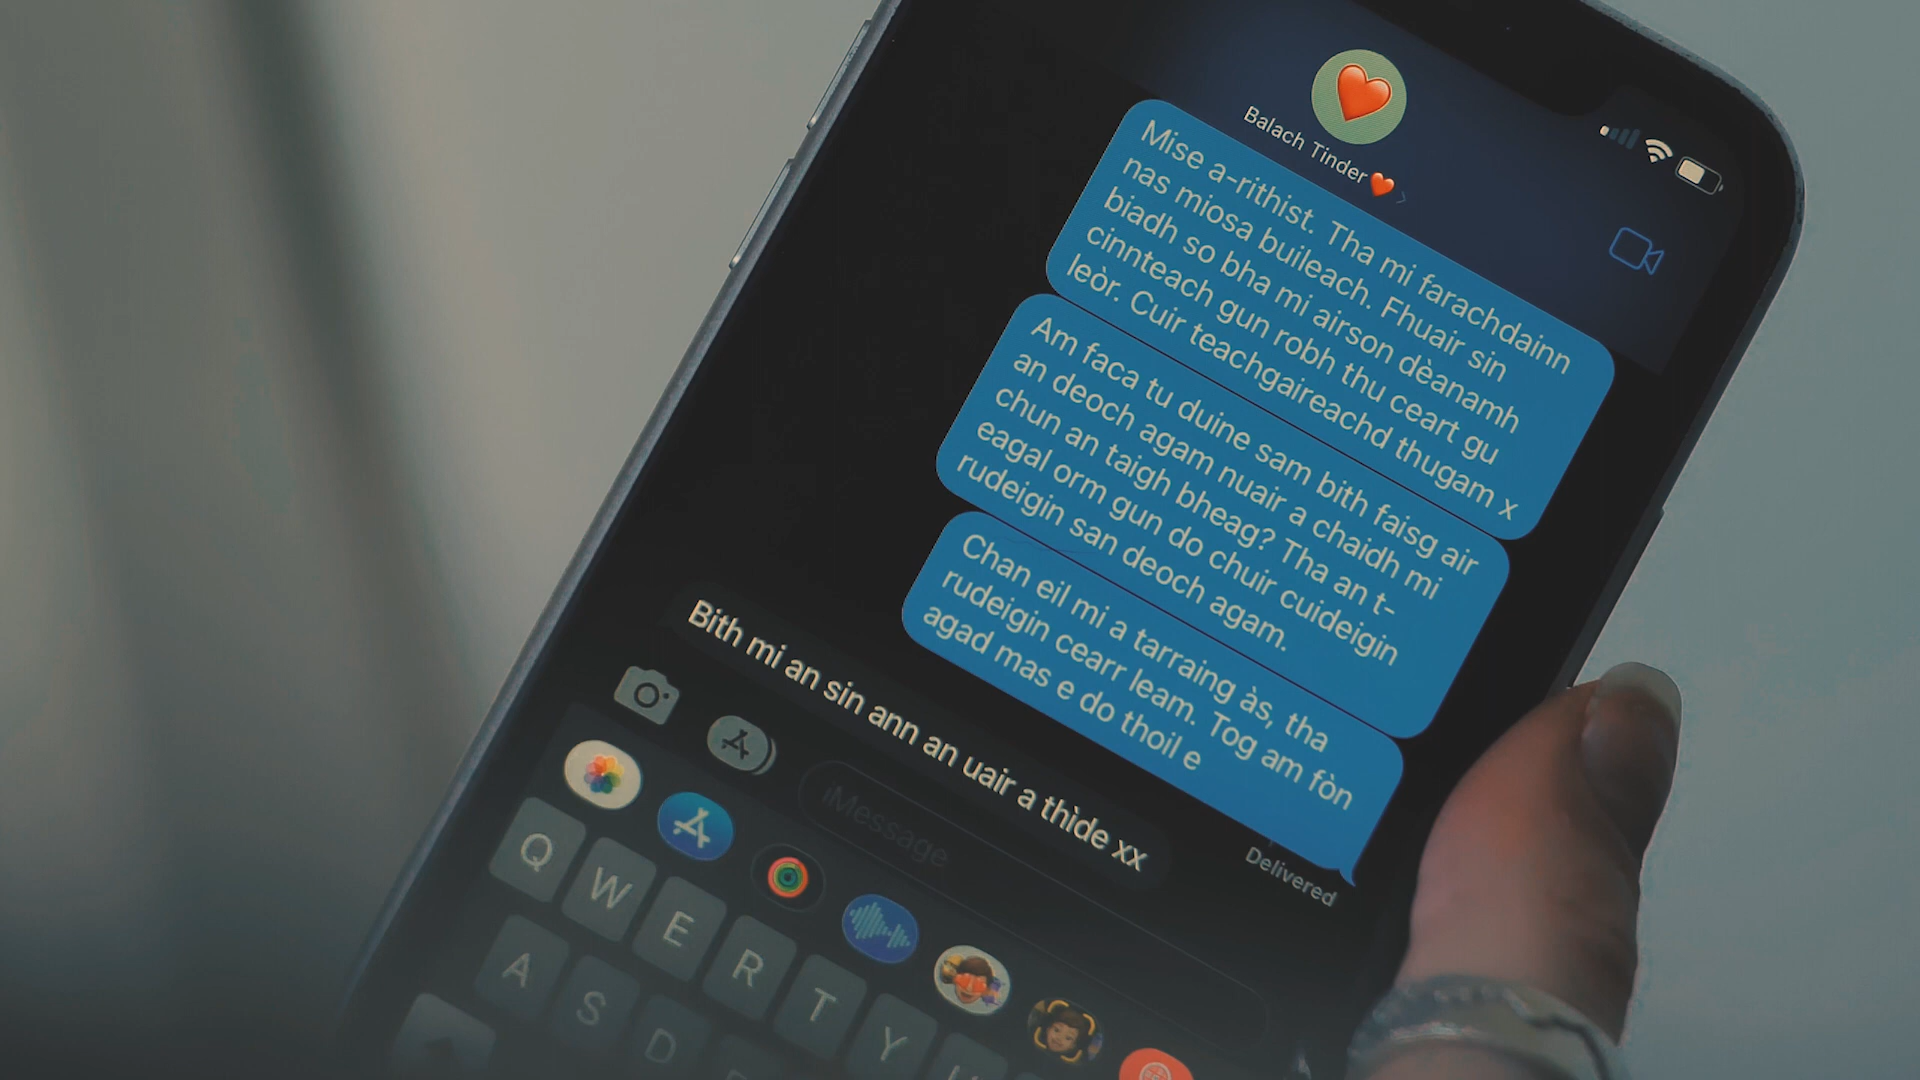 Balach Tinder❤️
Mise a-rithist. Tha mi farachdainn
nas miosa buileach. Fhuair sin
biadh so bha mi airson dèanamh
cinnteach gun robh thu ceart gu
leòr. Cuir teachgaireachd thugam x
Am faca tu duine sam bith faisg air
an deoch agam nuair a chaidh mi
chun an taigh bheag? Tha an t-
eagal orm gun do chuir cuideigin
rudeigin san deoch agam.
Chan eil mi a tarraing às, tha
rudeigin cearr leam. Tog am fòn
agad mas e do thoil e
Delivered
Bith mi an sin ann an uair a thìde xx
iMessage
Q W E R T Y
A S D